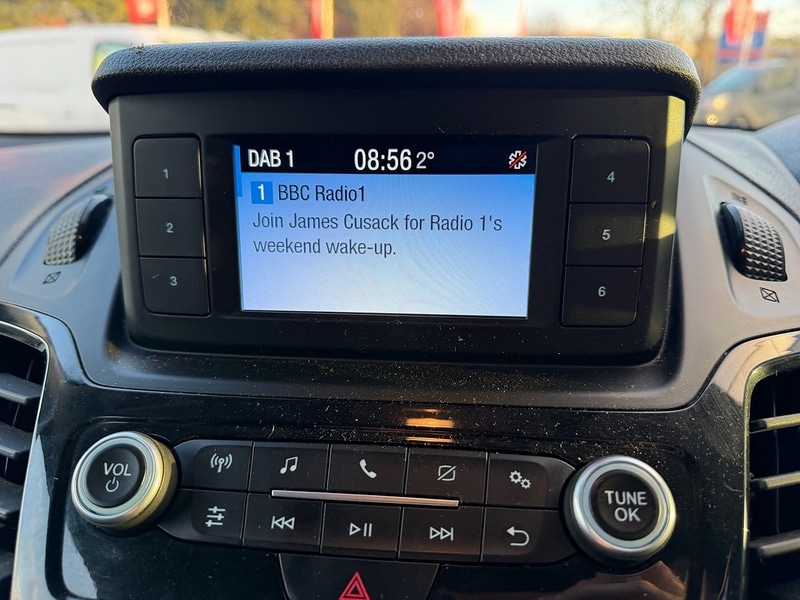 DAB 1 08:56 2°
1 BBC Radio1
Join James Cusack for Radio 1's
weekend wake-up.
1
2
3
4
5
6
VOL
TUNE
OK